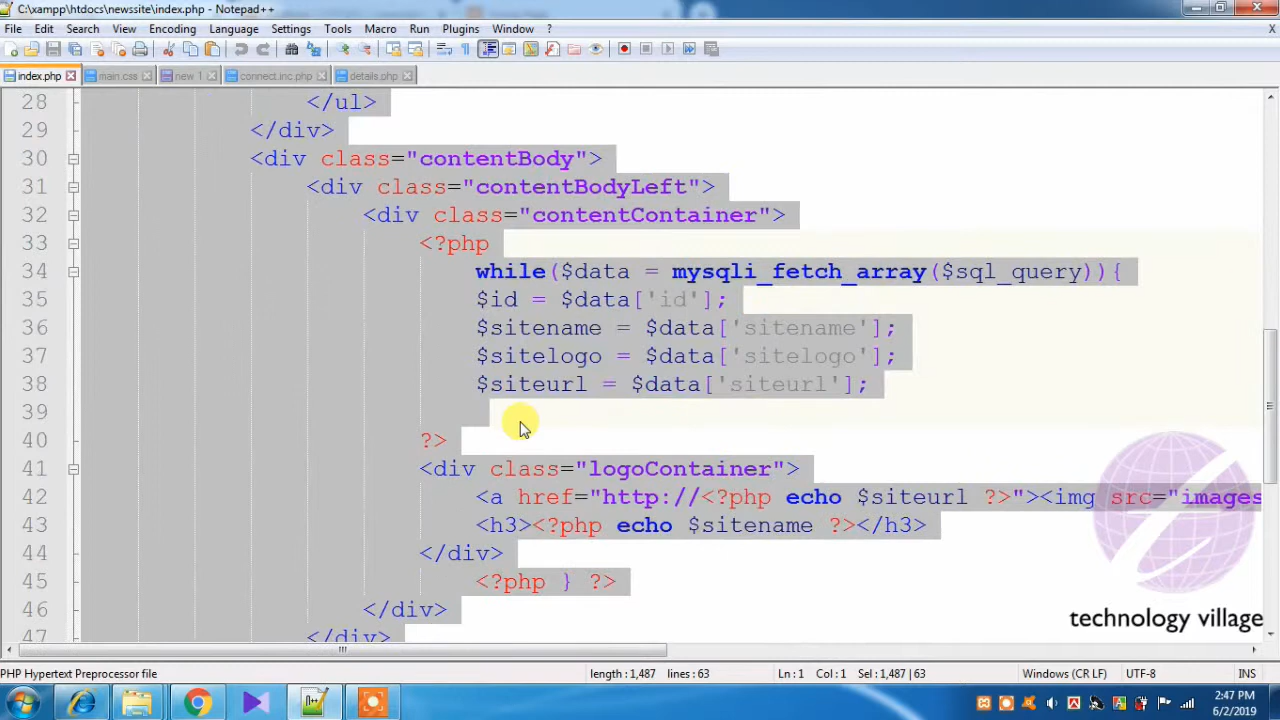 C:\xampp\htdocs\newssite\index.php - Notepad++
File Edit Search View Encoding Language Settings Tools Macro Run Plugins Window ? X
index.php main.css new 1 connect.inc.php details.php
28 </ul>
29 </div>
30 <div class="contentBody">
31 <div class="contentBodyLeft">
32 <div class="contentContainer">
33 <?php
34 while($data = mysqli_fetch_array($sql_query)){
35 $id = $data['id'];
36 $sitename = $data['sitename'];
37 $sitelogo = $data['sitelogo'];
38 $siteurl = $data['siteurl'];
39
40 ?>
41 <div class="logoContainer">
42 <a href="http://<?php echo $siteurl ?>"><img src="images
43 <h3><?php echo $sitename ?></h3>
44 </div>
45 <?php } ?>
46 </div>
47 </div>
technology village
PHP Hypertext Preprocessor file length : 1,487 lines : 63 Ln : 1 Col : 1 Sel : 1,487 | 63 Windows (CR LF) UTF-8 INS
2:47 PM
6/2/2019